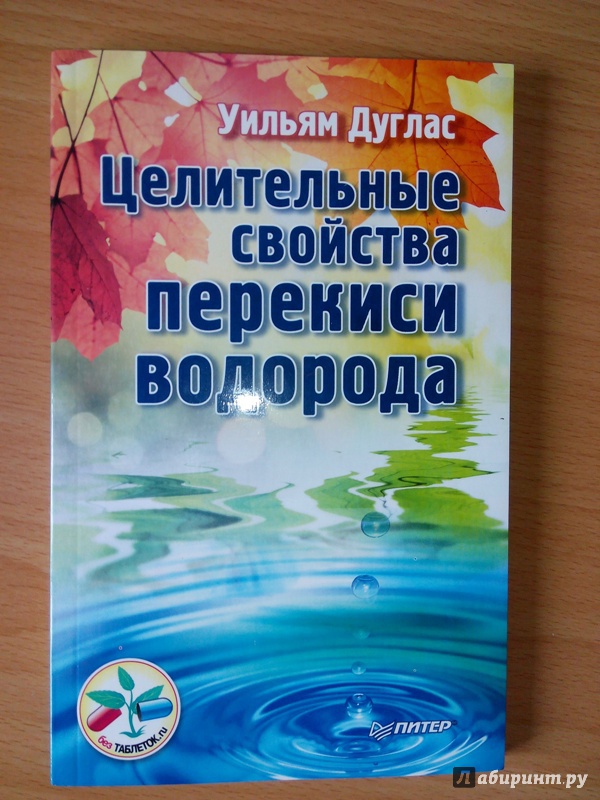 Уильям Дуглас
Целительные
свойства
перекиси
водорода
без ТАБЛЕТОК.ru
ПИТЕР
Лабиринт.ру